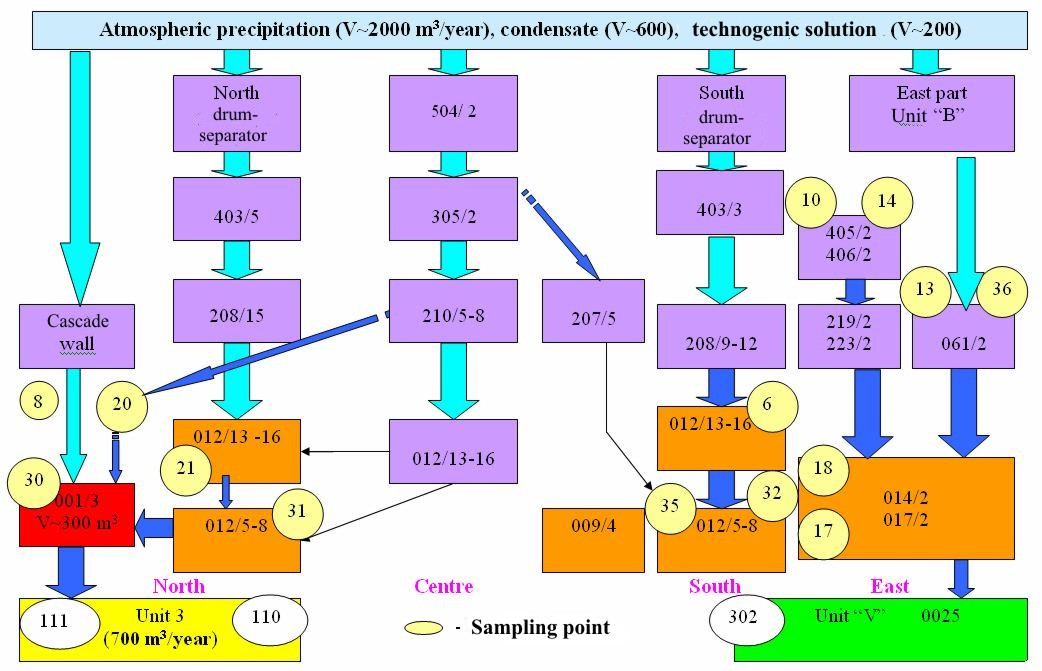 Atmospheric precipitation (V~2000 m³/year), condensate (V~600), technogenic solution (V~200)
North
drum-
separator
504/ 2
South
drum-
separator
East part
Unit “B”
403/5
305/2
403/3
10
14
405/2
406/2
Cascade
wall
208/15
210/5-8
207/5
208/9-12
219/2
223/2
13
36
061/2
8
20
012/13 -16
21
012/13-16
012/13-16
6
30
001/3
V~300 m³
012/5-8
31
009/4
35
012/5-8
32
18
17
014/2
017/2
North
Centre
South
East
111
Unit 3
(700 m³/year)
110
- Sampling point
302
Unit “V” 0025